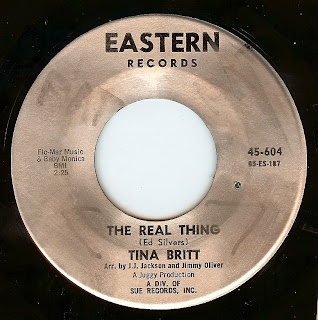 EASTERN
RECORDS
Flo-Mar Music
& Baby Monica
BMI
2:25
45-604
65-ES-187
THE REAL THING
(Ed Silvers)
TINA BRITT
Arr. by J.J. Jackson and Jimmy Oliver
A Juggy Production
A DIV. OF
SUE RECORDS, INC.